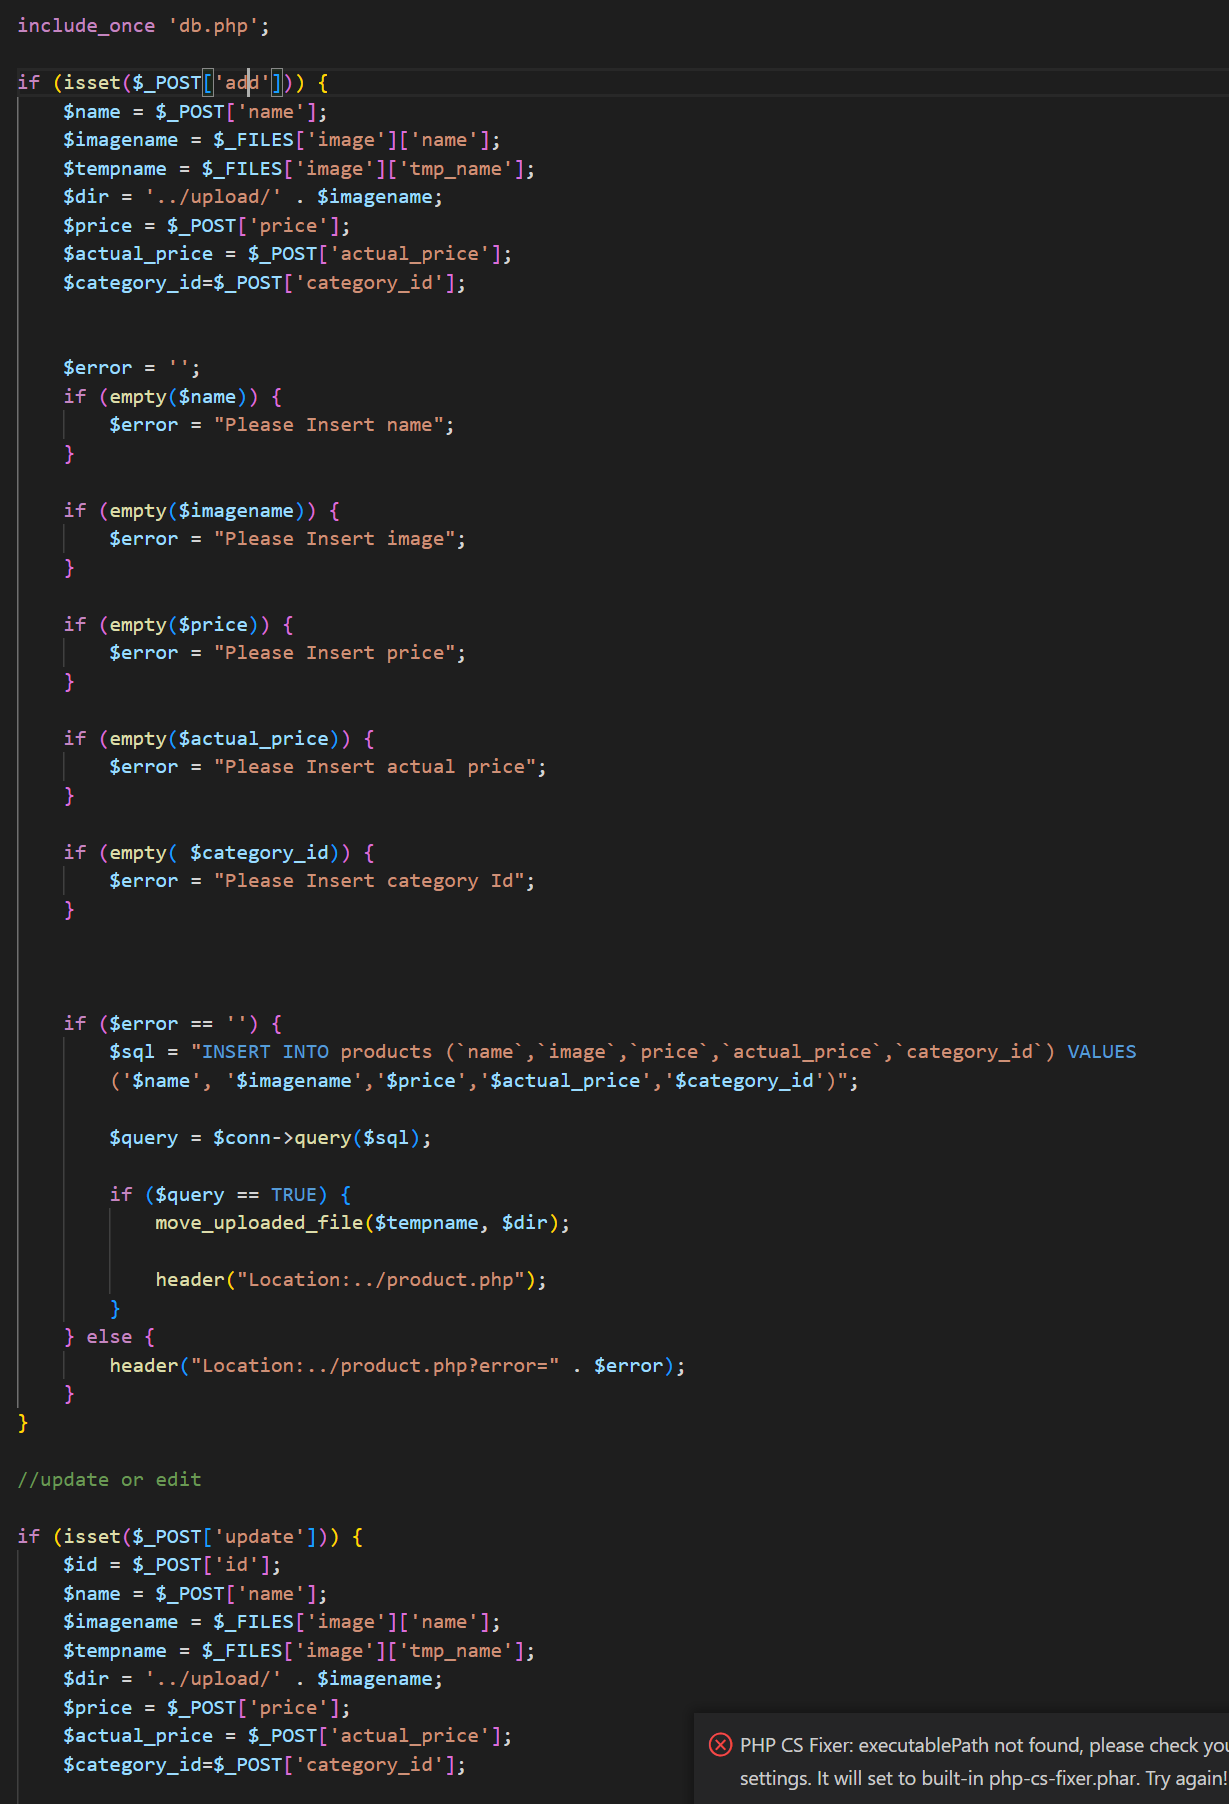 include_once 'db.php';
if (isset($_POST['add'])) {
$name = $_POST['name'];
$imagename = $_FILES['image']['name'];
$tempname = $_FILES['image']['tmp_name'];
$dir = '../upload/' . $imagename;
$price = $_POST['price'];
$actual_price = $_POST['actual_price'];
$category_id=$_POST['category_id'];
$error = '';
if (empty($name)) {
$error = "Please Insert name";
}
if (empty($imagename)) {
$error = "Please Insert image";
}
if (empty($price)) {
$error = "Please Insert price";
}
if (empty($actual_price)) {
$error = "Please Insert actual price";
}
if (empty( $category_id)) {
$error = "Please Insert category Id";
}
if ($error == '') {
$sql = "INSERT INTO products (`name`,`image`,`price`,`actual_price`,`category_id`) VALUES
('$name', '$imagename','$price','$actual_price','$category_id')";
$query = $conn->query($sql);
if ($query == TRUE) {
move_uploaded_file($tempname, $dir);
header("Location:../product.php");
}
} else {
header("Location:../product.php?error=" . $error);
}
}
//update or edit
if (isset($_POST['update'])) {
$id = $_POST['id'];
$name = $_POST['name'];
$imagename = $_FILES['image']['name'];
$tempname = $_FILES['image']['tmp_name'];
$dir = '../upload/' . $imagename;
$price = $_POST['price'];
$actual_price = $_POST['actual_price'];
$category_id=$_POST['category_id'];
PHP CS Fixer: executablePath not found, please check you
settings. It will set to built-in php-cs-fixer.phar. Try again!